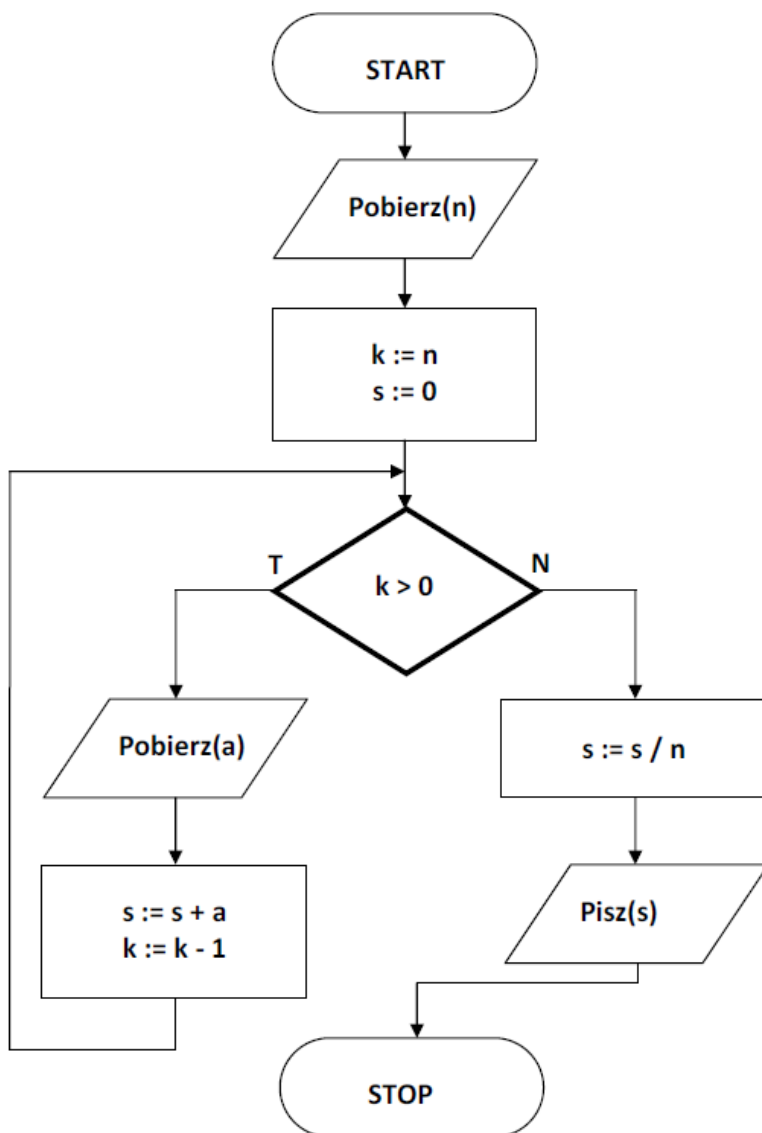 START
Pobierz(n)
k := n
s := 0
T
N
k > 0
Pobierz(a)
s := s / n
s := s + a
k := k - 1
Pisz(s)
STOP